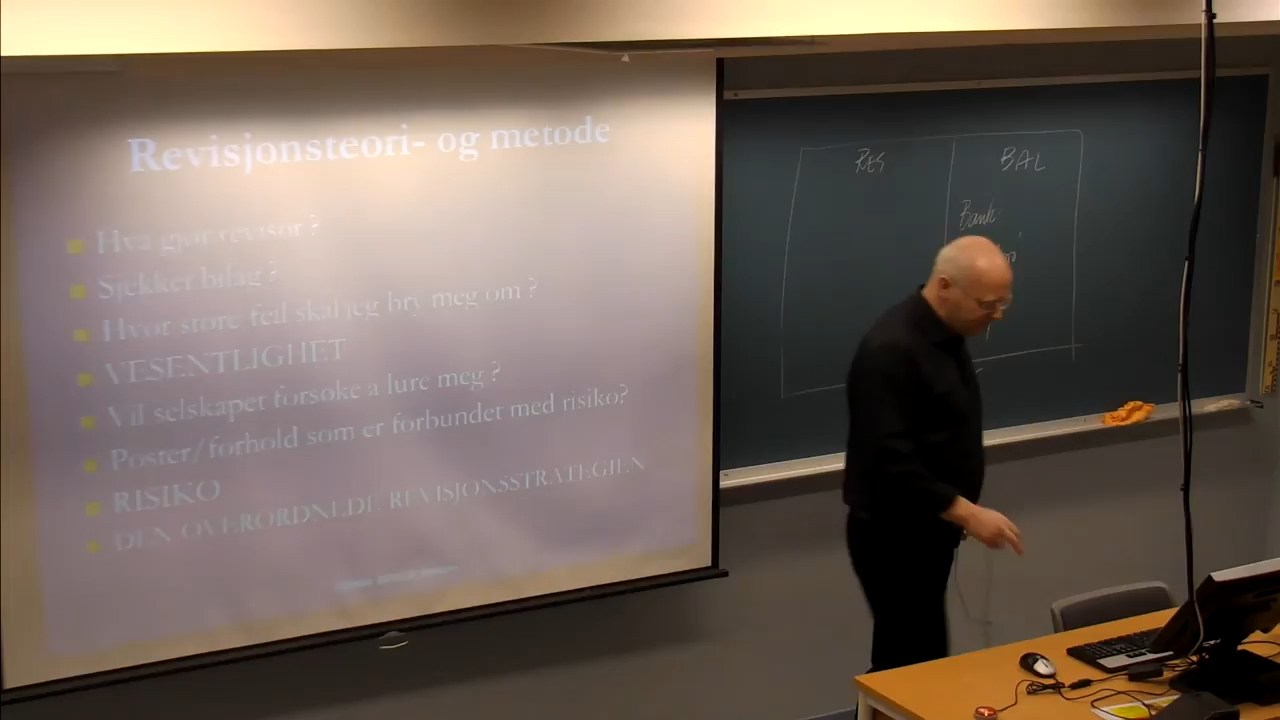 Revisjonsteori- og metode
Hva gjør revisor ?
Sjekker bilag ?
Hvor store feil skal jeg bry meg om ?
VESENTLIGHET
Vil selskapet forsøke å lure meg ?
Poster/forhold som er forbundet med risiko?
RISIKO
DEN OVERORDNEDE REVISJONSSTRATEGIEN
RES
BAL
Bank